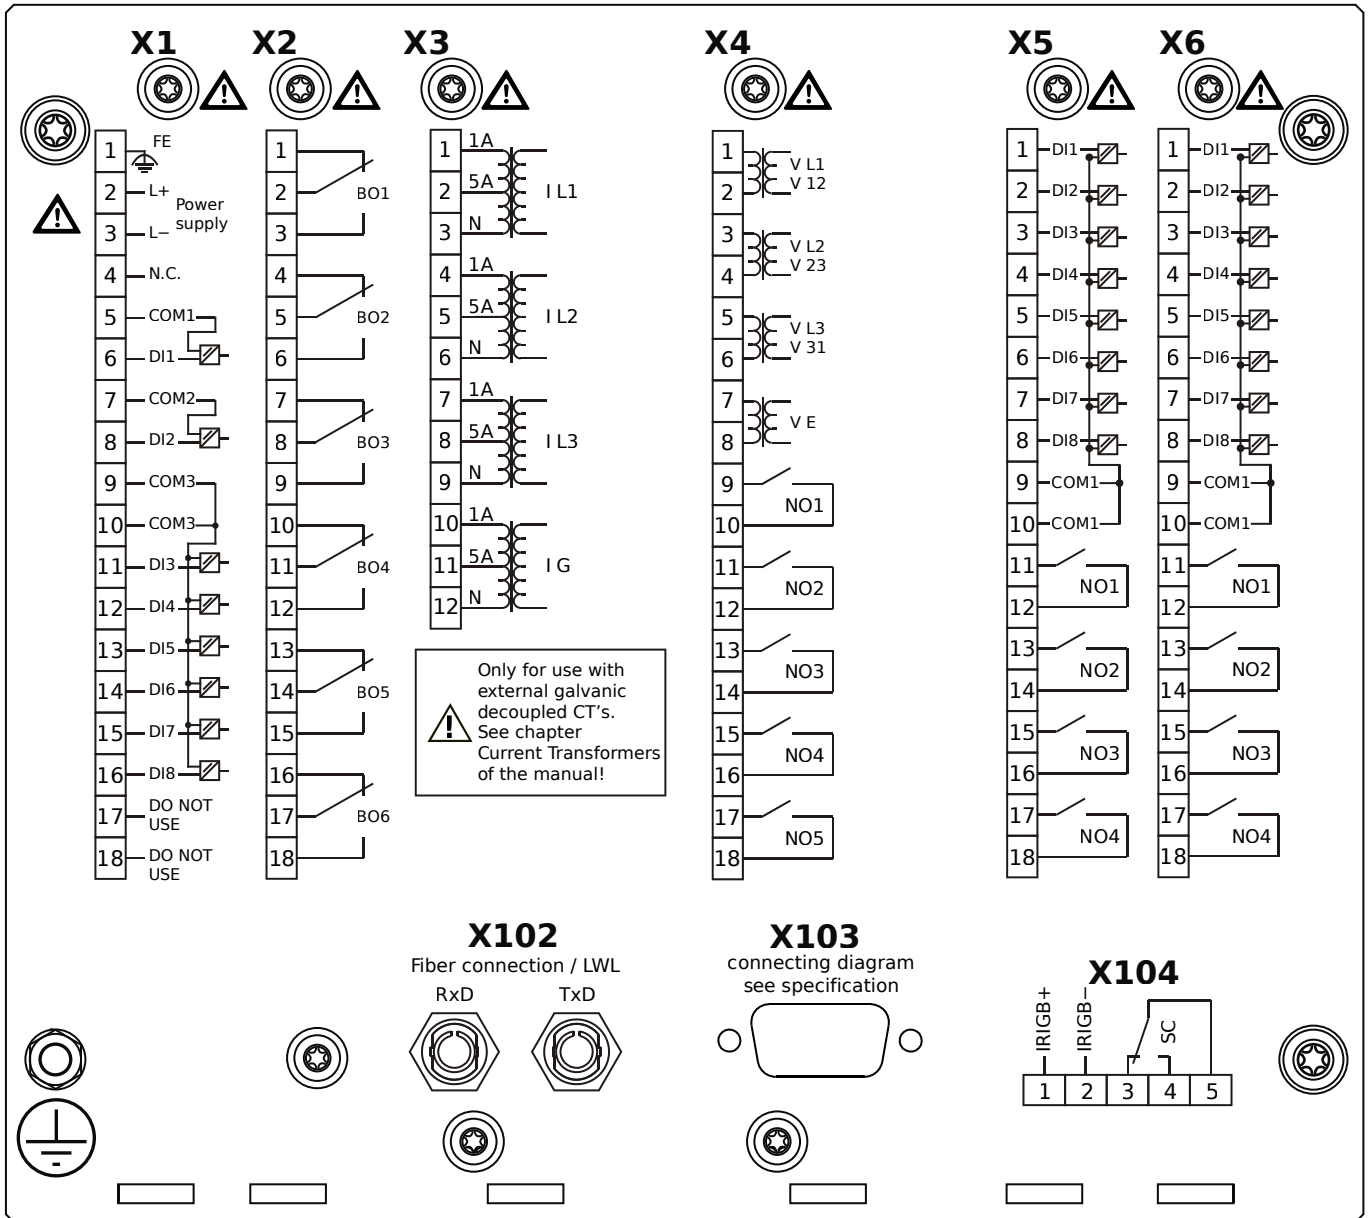 X1
X2
X3
X4
X5
X6
1 FE
2 L+
Power
supply
3 L−
4 N.C.
5 COM1
6 DI1
7 COM2
8 DI2
9 COM3
10 COM3
11 DI3
12 DI4
13 DI5
14 DI6
15 DI7
16 DI8
17 DO NOT
USE
18 DO NOT
USE
1
2 BO1
3
4
5 BO2
6
7
8 BO3
9
10
11 BO4
12
13
14 BO5
15
16
17 BO6
18
1 1A
2 5A I L1
3 N
4 1A
5 5A I L2
6 N
7 1A
8 5A I L3
9 N
10 1A
11 5A I G
12 N
Only for use with
external galvanic
decoupled CT's.
See chapter
Current Transformers
of the manual!
1 V L1
2 V 12
3 V L2
4 V 23
5 V L3
6 V 31
7
V E
8
9
NO1
10
11
NO2
12
13
NO3
14
15
NO4
16
17
NO5
18
1 DI1
2 DI2
3 DI3
4 DI4
5 DI5
6 DI6
7 DI7
8 DI8
9 COM1
10 COM1
11
NO1
12
13
NO2
14
15
NO3
16
17
NO4
18
1 DI1
2 DI2
3 DI3
4 DI4
5 DI5
6 DI6
7 DI7
8 DI8
9 COM1
10 COM1
11
NO1
12
13
NO2
14
15
NO3
16
17
NO4
18
X102
Fiber connection / LWL
RxD TxD
X103
connecting diagram
see specification
X104
IRIGB+
IRIGB−
SC
1 2 3 4 5